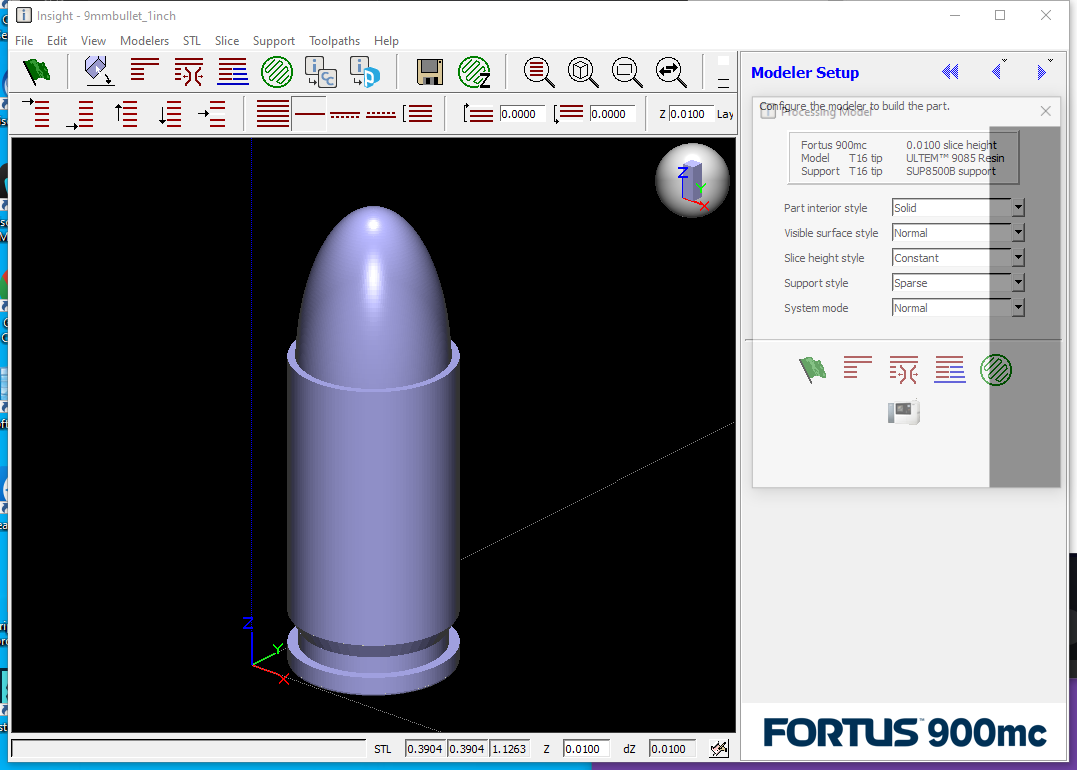 Insight - 9mmbullet_1inch
File Edit View Modelers STL Slice Support Toolpaths Help
0.0000 0.0000 Z 0.0100 Lay
Z
Y
X
Z
Y
X
Modeler Setup
Configure the modeler to build the part.
Processing Model
Fortus 900mc 0.0100 slice height
Model T16 tip ULTEM™ 9085 Resin
Support T16 tip SUP8500B support
Part interior style Solid
Visible surface style Normal
Slice height style Constant
Support style Sparse
System mode Normal
FORTUS™ 900mc
STL 0.3904 0.3904 1.1263 Z 0.0100 dZ 0.0100